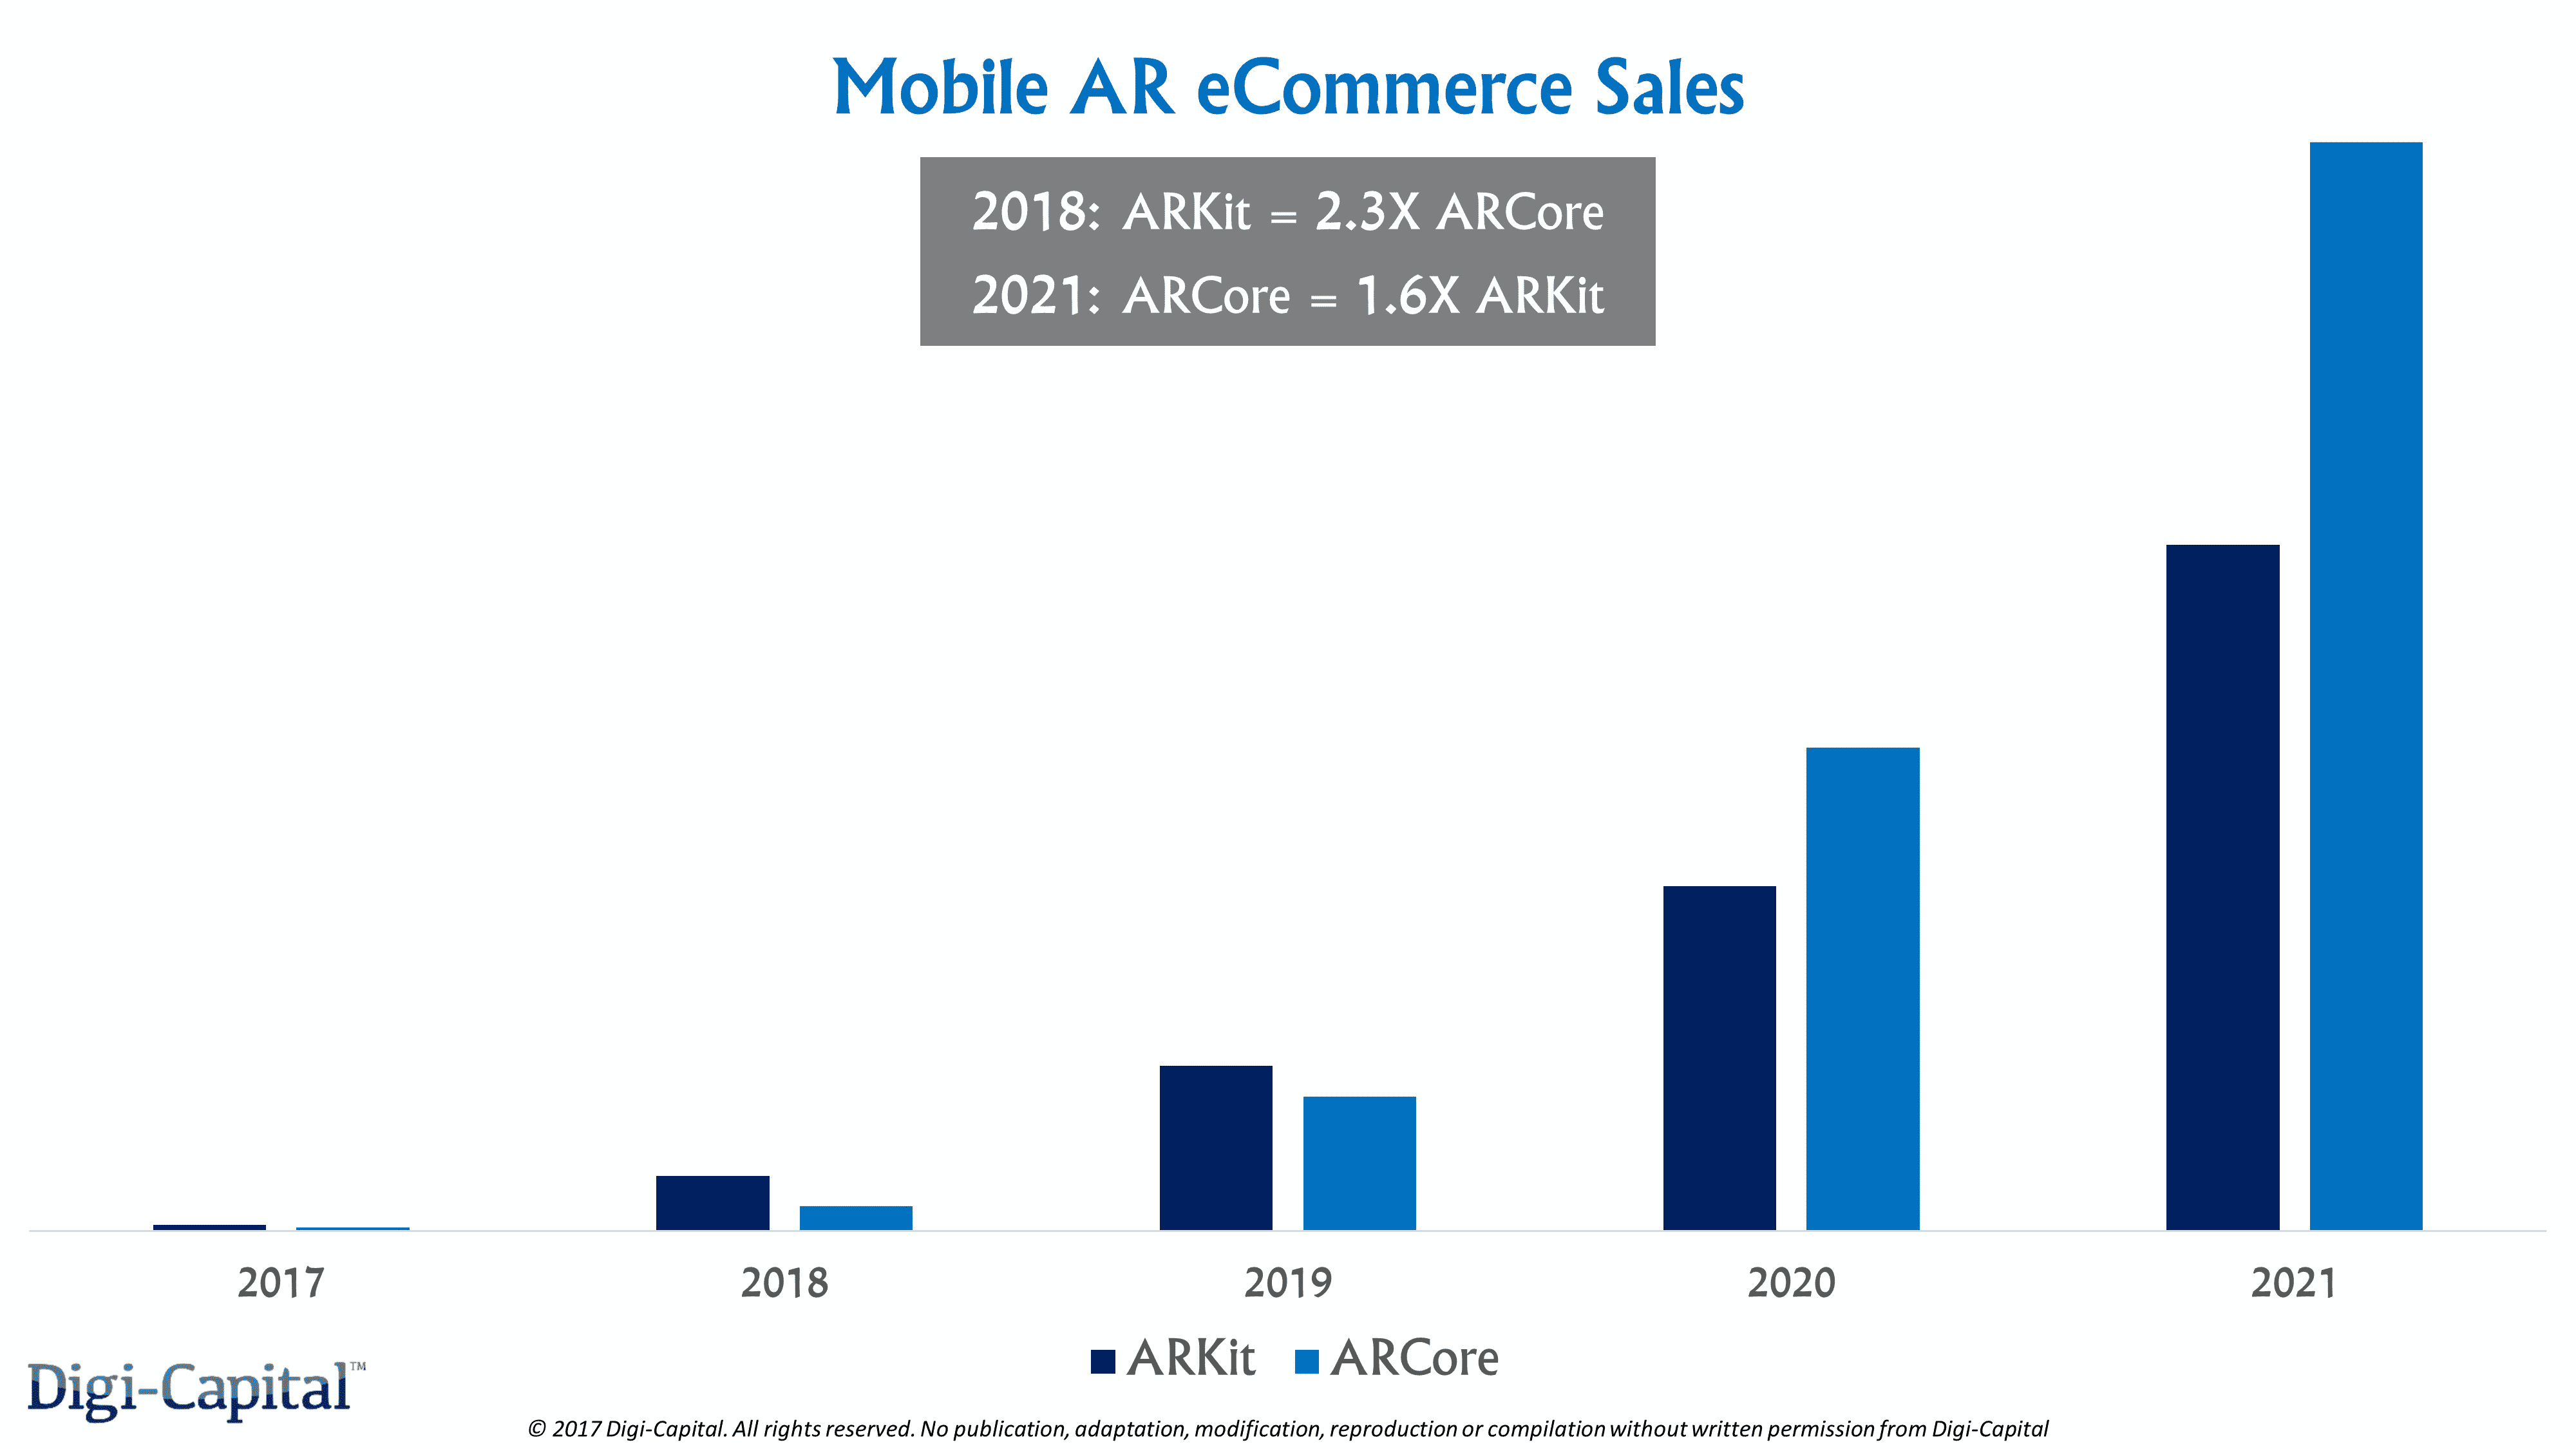 Mobile AR eCommerce Sales
2018: ARKit = 2.3X ARCore
2021: ARCore = 1.6X ARKit
2017 2018 2019 2020 2021
ARKit ARCore
Digi-Capital™
© 2017 Digi-Capital. All rights reserved. No publication, adaptation, modification, reproduction or compilation without written permission from Digi-Capital